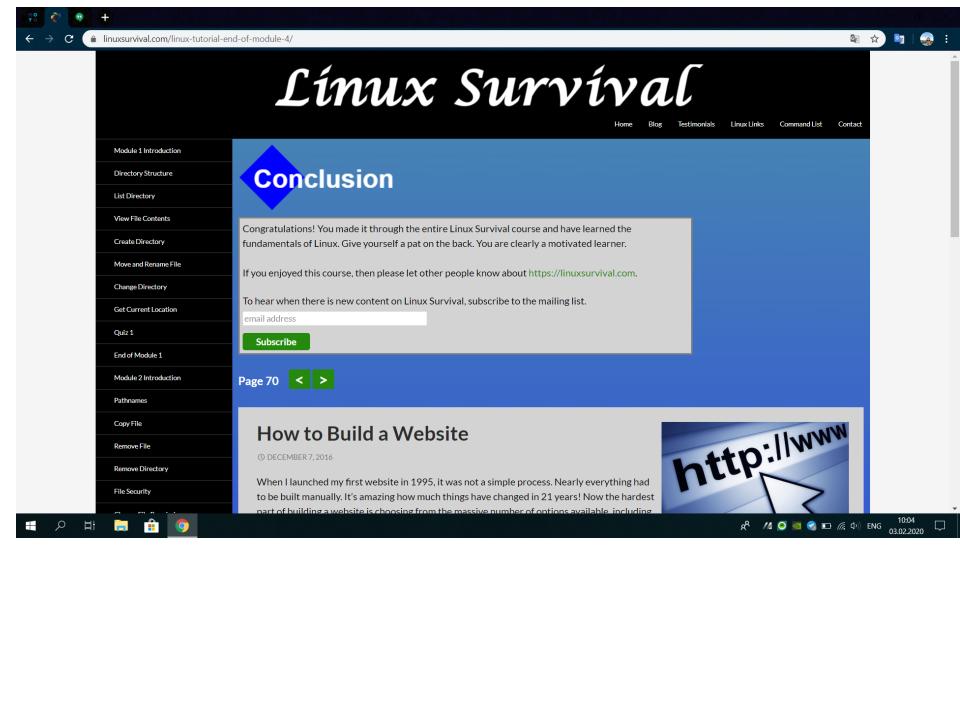 linuxsurvival.com/linux-tutorial-end-of-module-4/
Linux Survival
Home Blog Testimonials Linux Links Command List Contact
Module 1 Introduction
Directory Structure
List Directory
View File Contents
Create Directory
Move and Rename File
Change Directory
Get Current Location
Quiz 1
End of Module 1
Module 2 Introduction
Pathnames
Copy File
Remove File
Remove Directory
File Security
Conclusion
Congratulations! You made it through the entire Linux Survival course and have learned the
fundamentals of Linux. Give yourself a pat on the back. You are clearly a motivated learner.
If you enjoyed this course, then please let other people know about https://linuxsurvival.com.
To hear when there is new content on Linux Survival, subscribe to the mailing list.
email address
Subscribe
Page 70 < >
How to Build a Website
DECEMBER 7, 2016
When I launched my first website in 1995, it was not a simple process. Nearly everything had
to be built manually. It's amazing how much things have changed in 21 years! Now the hardest
part of building a website is choosing from the massive number of options available, including
http://www
ENG
10:04
03.02.2020